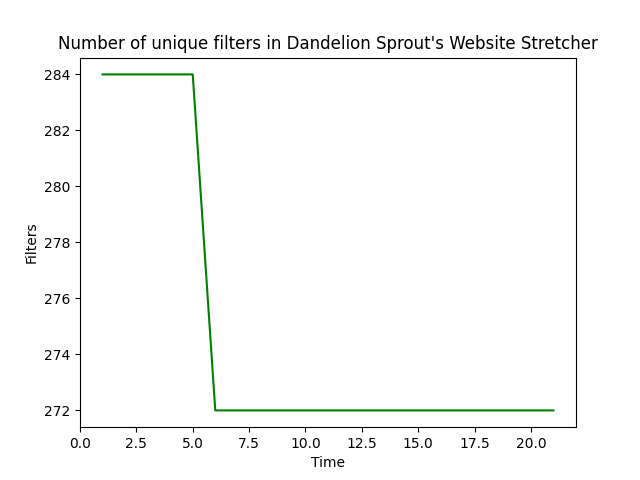 Number of unique filters in Dandelion Sprout's Website Stretcher
284
282
280
278
276
274
272
Filters
0.0 2.5 5.0 7.5 10.0 12.5 15.0 17.5 20.0
Time